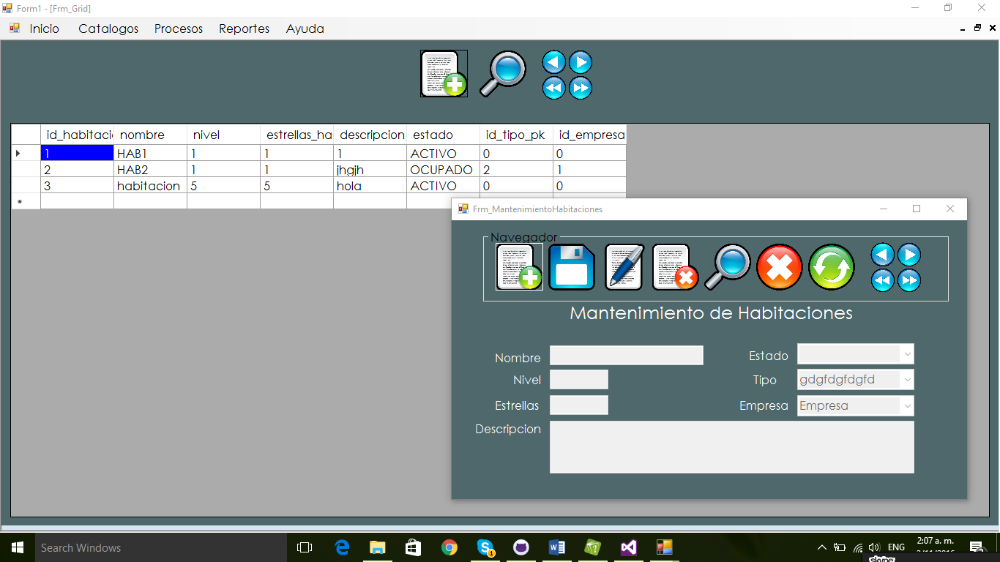 Form1 - [Frm_Grid]
Inicio Catalogos Procesos Reportes Ayuda
id_habitaci nombre nivel estrellas_ha descripcion estado id_tipo_pk id_empresa
1 HAB1 1 1 1 ACTIVO 0 0
2 HAB2 1 1 jhgjh OCUPADO 2 1
3 habitacion 5 5 hola ACTIVO 0 0
Frm_MantenimientoHabitaciones
Navegador
Mantenimiento de Habitaciones
Nombre Estado
Nivel Tipo gdgfdgfdgfd
Estrellas Empresa Empresa
Descripcion
Search Windows
1
ENG
2:07 a. m.
skype